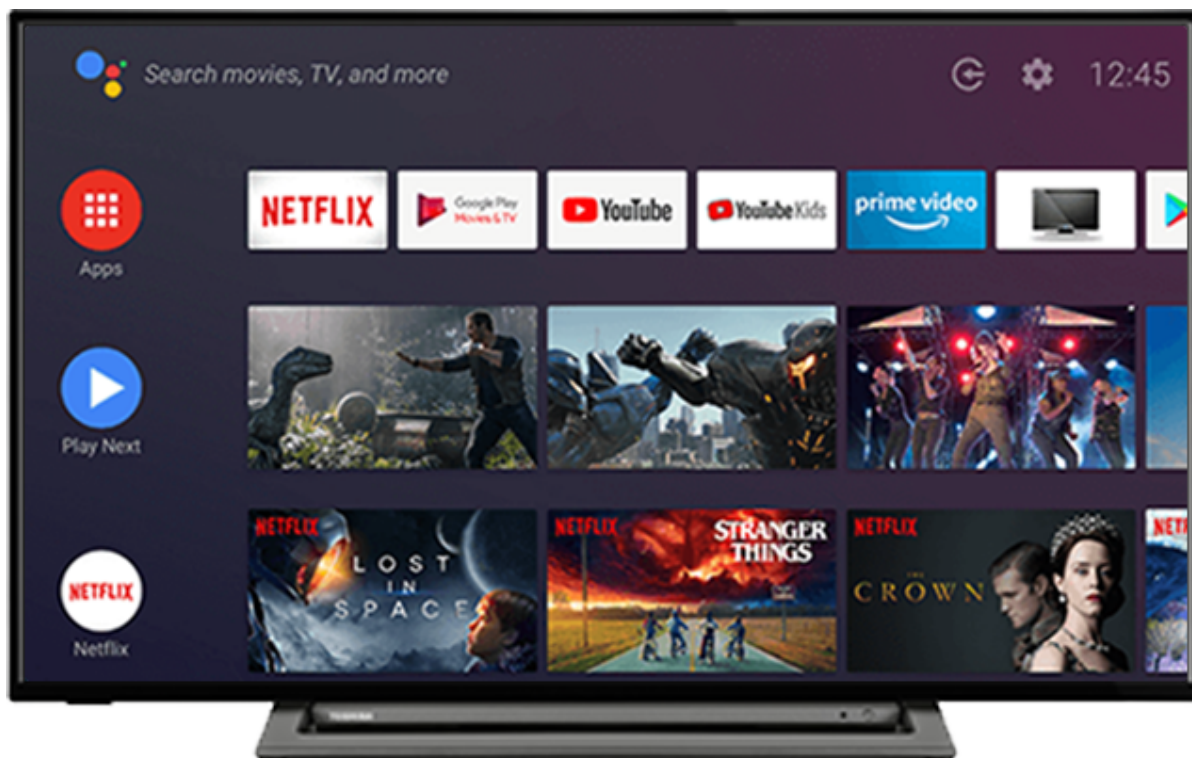 Search movies, TV, and more
12:45
NETFLIX
Google Play
Movies & TV
YouTube
YouTube Kids
prime video
Apps
Play Next
NETFLIX
LOST
IN
SPACE
NETFLIX
STRANGER
THINGS
NETFLIX
THE
CROWN
NETF
NETFLIX
Netflix
TOSHIBA